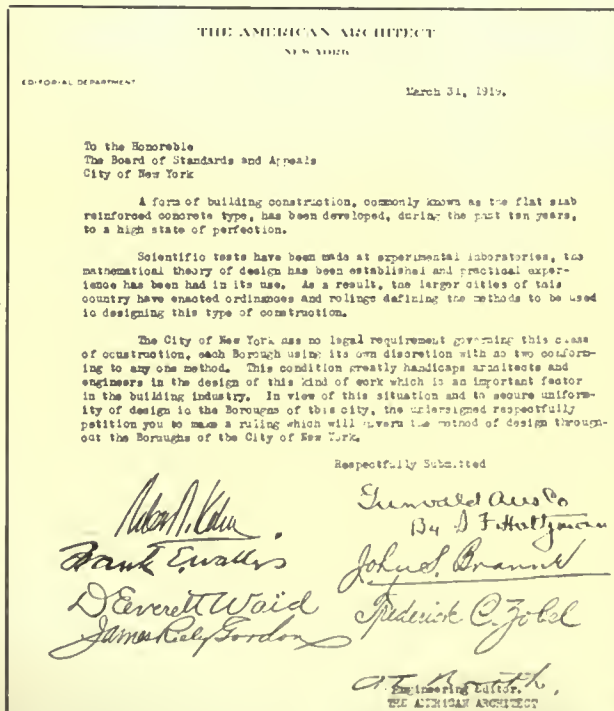 THE AMERICAN ARCHITECT
NEW YORK
EDITORIAL DEPARTMENT
March 31, 1919.
To the Honorable
The Board of Standards and Appeals
City of New York
A form of building construction, commonly known as the flat slab
reinforced concrete type, has been developed, during the past ten years,
to a high state of perfection.
Scientific tests have been made at experimental laboratories, the
mathematical theory of design has been established and practical exper-
ience has been had in its use. As a result, the larger cities of this
country have enacted ordinances and rulings defining the methods to be used
in designing this type of construction.
The City of New York has no legal requirement governing this class
of construction, each Borough using its own discretion with no two conform-
ing to any one method. This condition greatly handicaps architects and
engineers in the design of this kind of work which is an important factor
in the building industry. In view of this situation and to secure uniform-
ity of design in the Boroughs of this city, the undersigned respectfully
petition you to make a ruling which will govern the method of design through-
out the Boroughs of the City of New York.
Respectfully Submitted
Gunvald Aus Co
By S F Holtzman
Frank E. Wallis
John S. Branne
D Everett Waid
Frederick C. Zobel
James Riely Gordon
Engineering Editor.
THE AMERICAN ARCHITECT